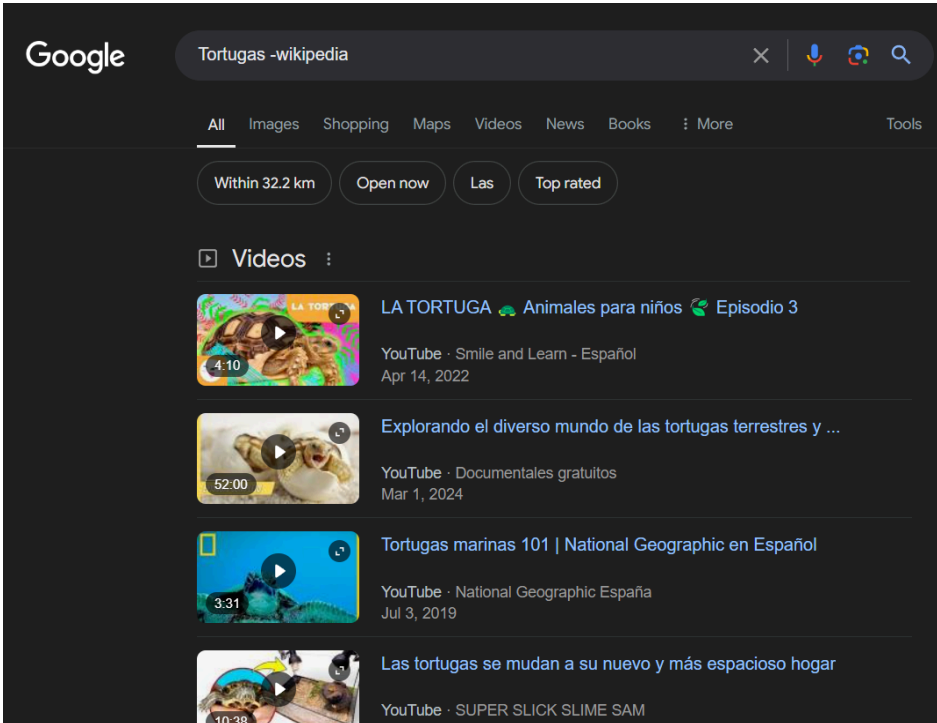 Google
Tortugas -wikipedia
All Images Shopping Maps Videos News Books More Tools
Within 32.2 km Open now Las Top rated
Videos
LA TORTUGA
4:10
LA TORTUGA 🐢 Animales para niños 🌿 Episodio 3
YouTube · Smile and Learn - Español
Apr 14, 2022
52:00
Explorando el diverso mundo de las tortugas terrestres y ...
YouTube · Documentales gratuitos
Mar 1, 2024
3:31
Tortugas marinas 101 | National Geographic en Español
YouTube · National Geographic España
Jul 3, 2019
10:38
Las tortugas se mudan a su nuevo y más espacioso hogar
YouTube · SUPER SLICK SLIME SAM